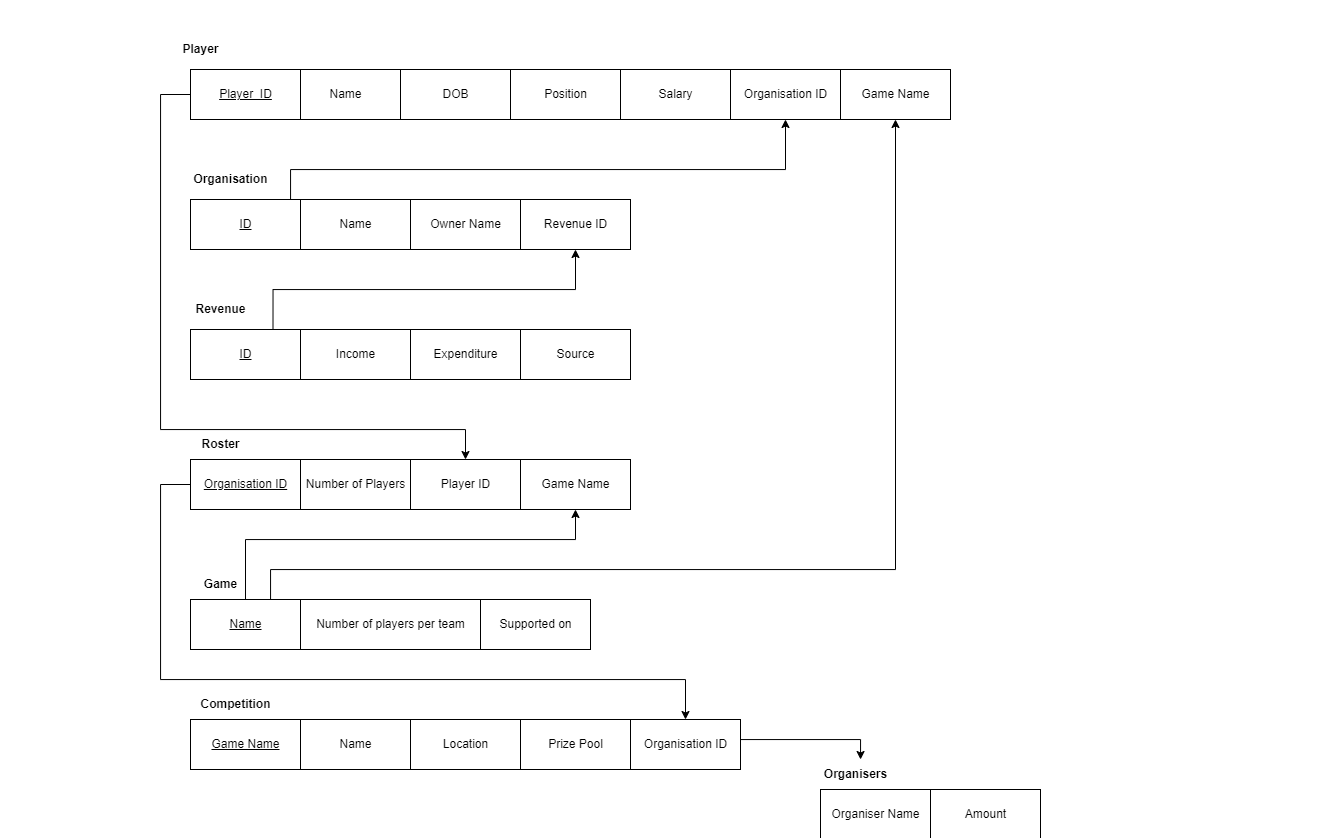 Player
Player_ID Name DOB Position Salary Organisation ID Game Name
Organisation
ID Name Owner Name Revenue ID
Revenue
ID Income Expenditure Source
Roster
Organisation ID Number of Players Player ID Game Name
Game
Name Number of players per team Supported on
Competition
Game Name Name Location Prize Pool Organisation ID
Organisers
Organiser Name Amount